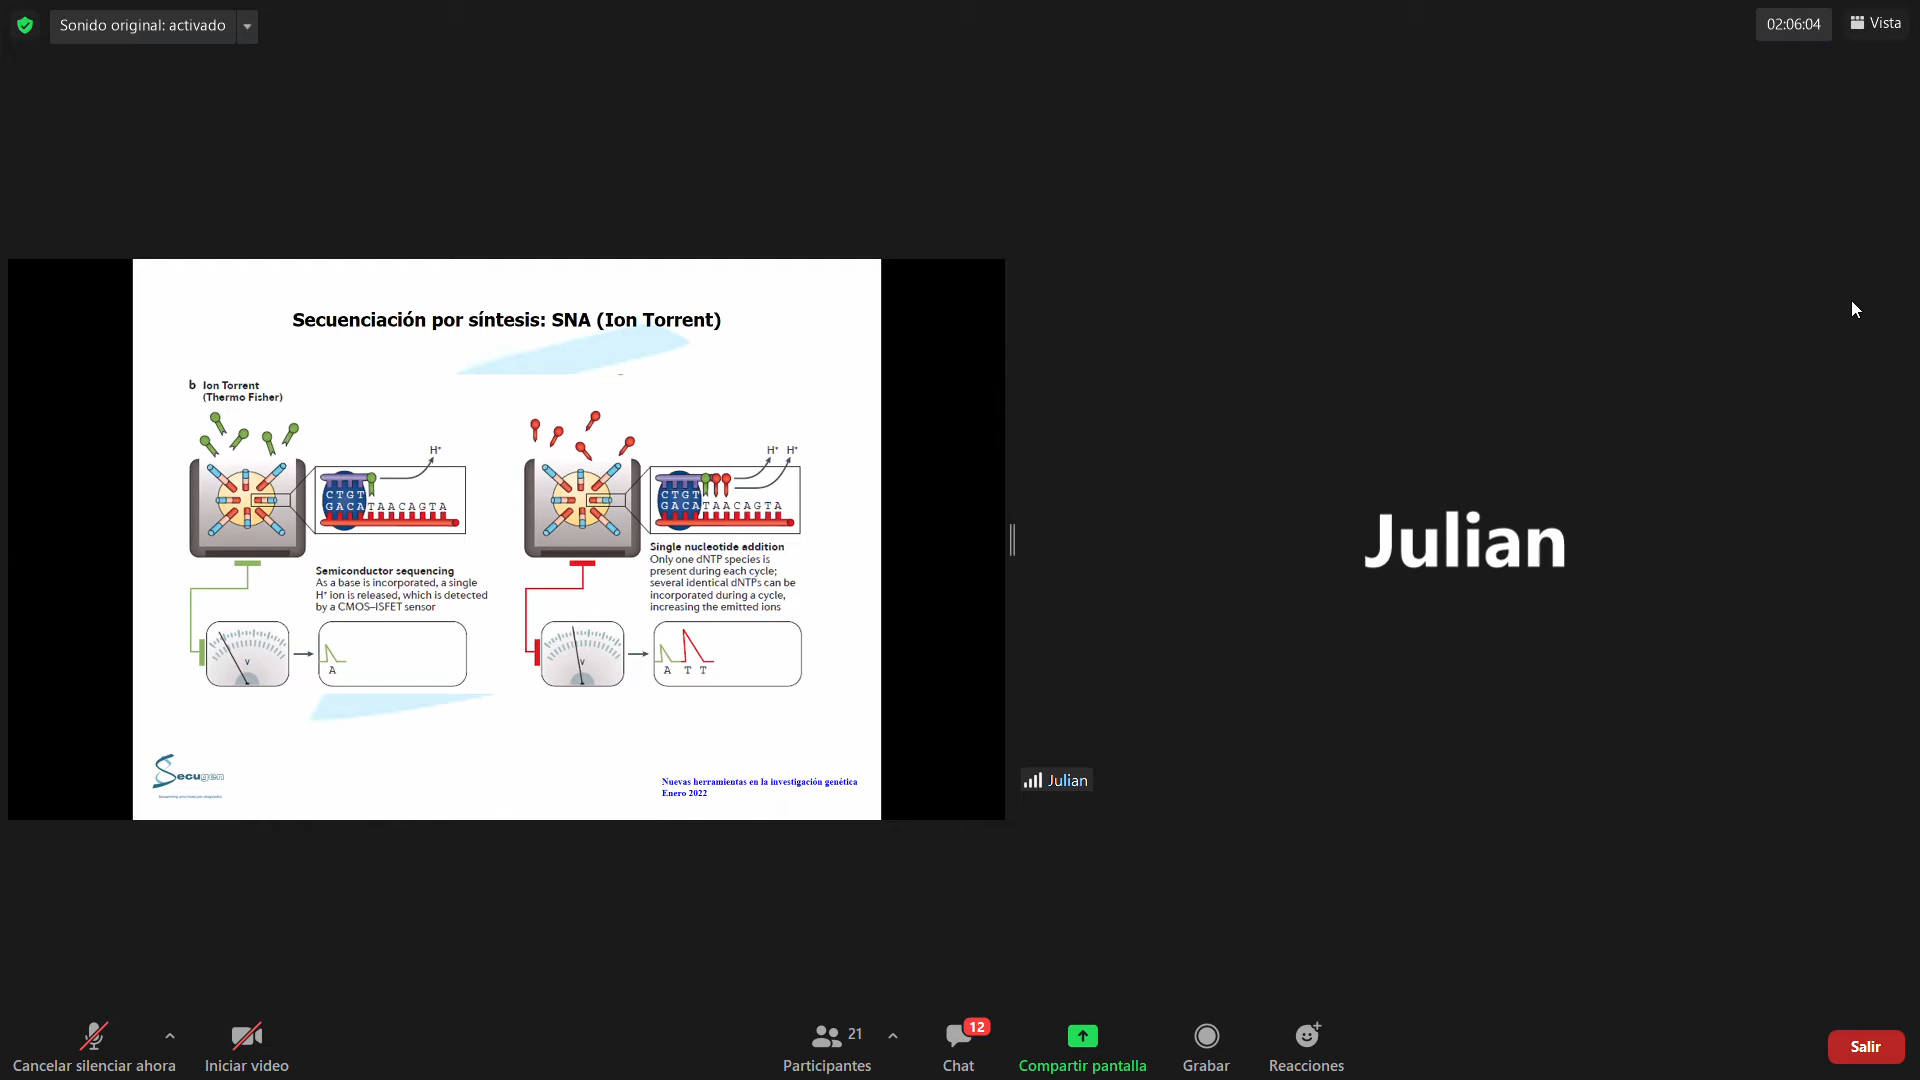 Sonido original: activado
02:06:04
Vista
Secuenciación por síntesis: SNA (Ion Torrent)
b Ion Torrent
(Thermo Fisher)
H+
C T G T
G A C A T A A C A G T A
Semiconductor sequencing
As a base is incorporated, a single
H+ ion is released, which is detected
by a CMOS–ISFET sensor
V
A
H+ H+
C T G T
G A C A T A A C A G T A
Single nucleotide addition
Only one dNTP species is
present during each cycle;
several identical dNTPs can be
incorporated during a cycle,
increasing the emitted ions
V
A T T
Secugen
Nuevas herramientas en la investigación genética
Enero 2022
Julian
Julian
Cancelar silenciar ahora
Iniciar video
21
Participantes
12
Chat
Compartir pantalla
Grabar
Reacciones
Salir